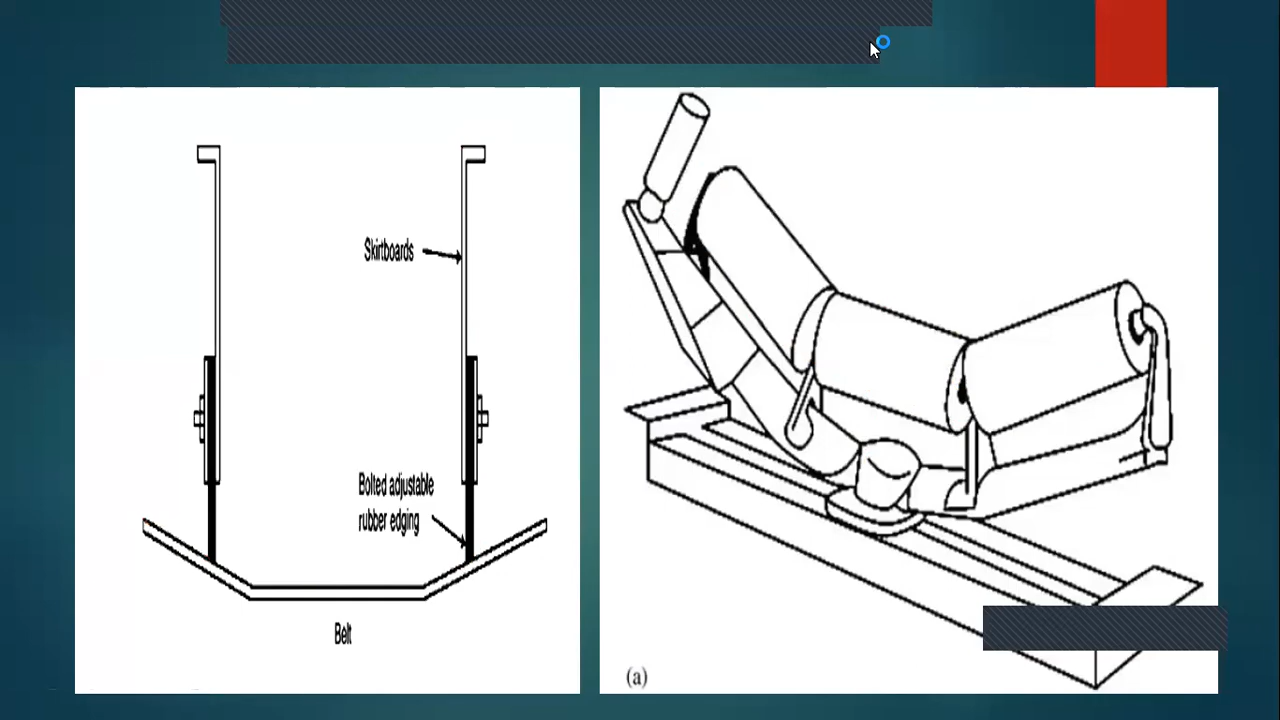 Skirtboards
Bolted adjustable
rubber edging
Belt
(a)